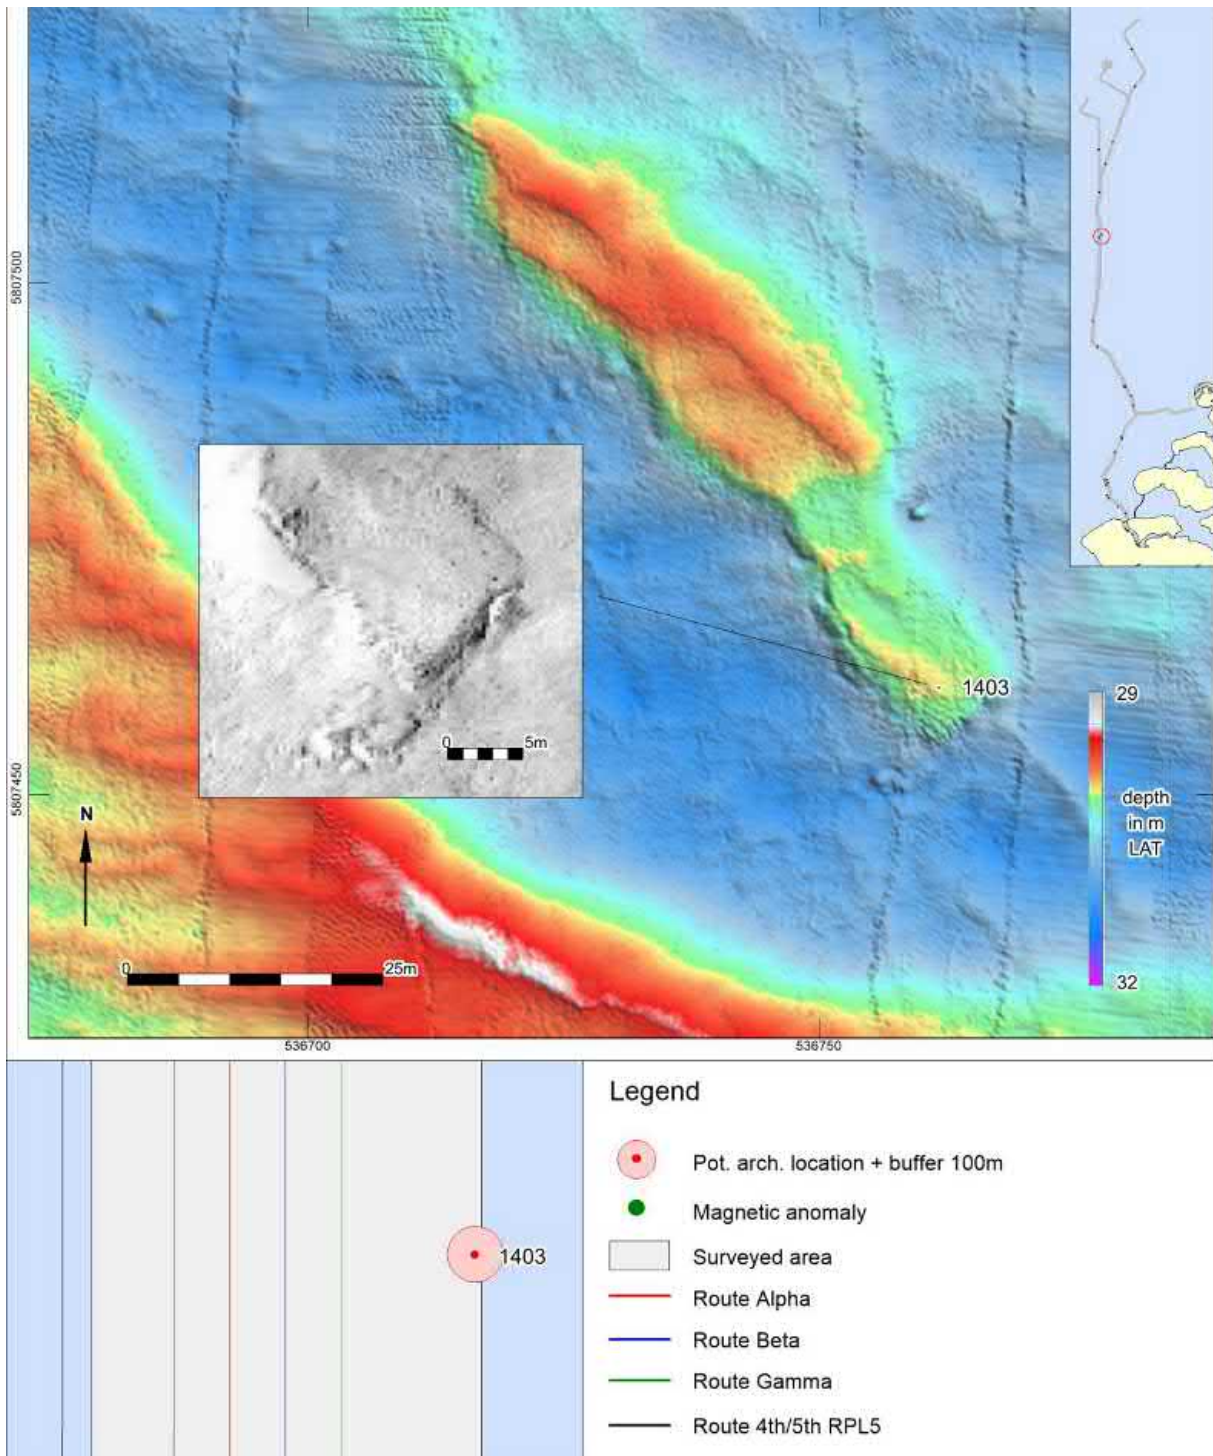 5807500
1403
29
0 5m
5807450
depth
in m
LAT
N
0 25m
32
536700
536750
Legend
Pot. arch. location + buffer 100m
Magnetic anomaly
1403
Surveyed area
Route Alpha
Route Beta
Route Gamma
Route 4th/5th RPL5